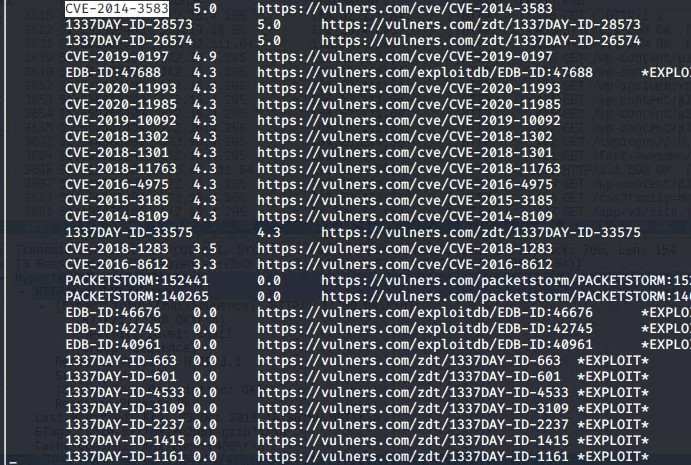 CVE-2014-3583 5.0 https://vulners.com/cve/CVE-2014-3583
1337DAY-ID-28573 5.0 https://vulners.com/zdt/1337DAY-ID-28573
1337DAY-ID-26574 5.0 https://vulners.com/zdt/1337DAY-ID-26574
CVE-2019-0197 4.9 https://vulners.com/cve/CVE-2019-0197
EDB-ID:47688 4.3 https://vulners.com/exploitdb/EDB-ID:47688 *EXPLOI
CVE-2020-11993 4.3 https://vulners.com/cve/CVE-2020-11993
CVE-2020-11985 4.3 https://vulners.com/cve/CVE-2020-11985
CVE-2019-10092 4.3 https://vulners.com/cve/CVE-2019-10092
CVE-2018-1302 4.3 https://vulners.com/cve/CVE-2018-1302
CVE-2018-1301 4.3 https://vulners.com/cve/CVE-2018-1301
CVE-2018-11763 4.3 https://vulners.com/cve/CVE-2018-11763
CVE-2016-4975 4.3 https://vulners.com/cve/CVE-2016-4975
CVE-2015-3185 4.3 https://vulners.com/cve/CVE-2015-3185
CVE-2014-8109 4.3 https://vulners.com/cve/CVE-2014-8109
1337DAY-ID-33575 4.3 https://vulners.com/zdt/1337DAY-ID-33575
CVE-2018-1283 3.5 https://vulners.com/cve/CVE-2018-1283
CVE-2016-8612 3.3 https://vulners.com/cve/CVE-2016-8612
PACKETSTORM:152441 0.0 https://vulners.com/packetstorm/PACKETSTORM:152
PACKETSTORM:140265 0.0 https://vulners.com/packetstorm/PACKETSTORM:140
EDB-ID:46676 0.0 https://vulners.com/exploitdb/EDB-ID:46676 *EXPLOI
EDB-ID:42745 0.0 https://vulners.com/exploitdb/EDB-ID:42745 *EXPLOI
EDB-ID:40961 0.0 https://vulners.com/exploitdb/EDB-ID:40961 *EXPLOI
1337DAY-ID-663 0.0 https://vulners.com/zdt/1337DAY-ID-663 *EXPLOIT*
1337DAY-ID-601 0.0 https://vulners.com/zdt/1337DAY-ID-601 *EXPLOIT*
1337DAY-ID-4533 0.0 https://vulners.com/zdt/1337DAY-ID-4533 *EXPLOIT*
1337DAY-ID-3109 0.0 https://vulners.com/zdt/1337DAY-ID-3109 *EXPLOIT*
1337DAY-ID-2237 0.0 https://vulners.com/zdt/1337DAY-ID-2237 *EXPLOIT*
1337DAY-ID-1415 0.0 https://vulners.com/zdt/1337DAY-ID-1415 *EXPLOIT*
1337DAY-ID-1161 0.0 https://vulners.com/zdt/1337DAY-ID-1161 *EXPLOIT*